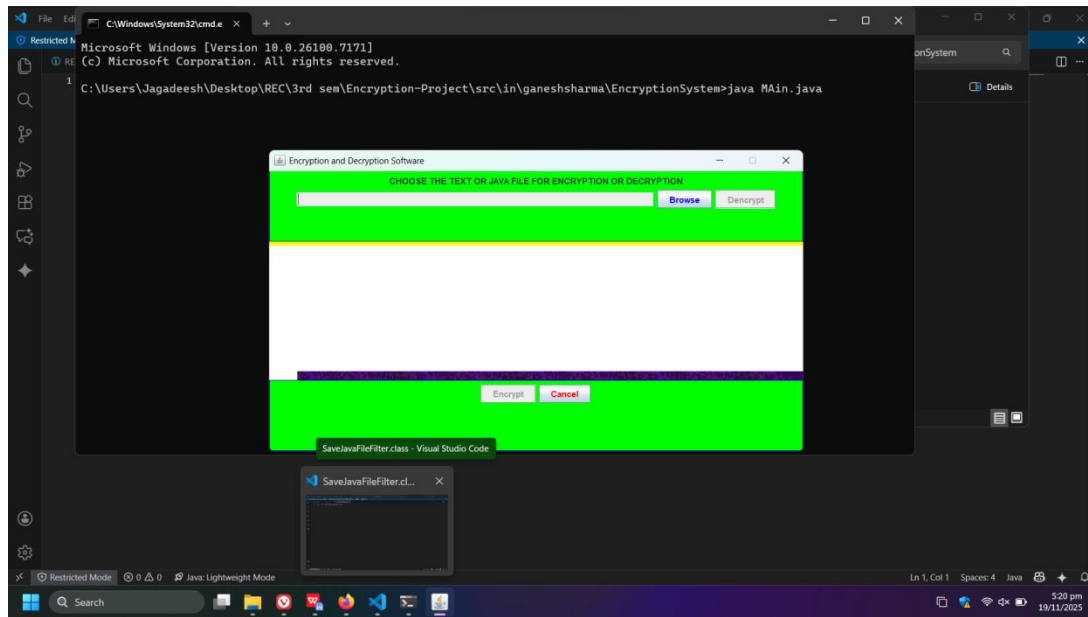 File Edi
C:\Windows\System32\cmd.e
Restricted M
Microsoft Windows [Version 10.0.26100.7171]
(c) Microsoft Corporation. All rights reserved.
onSystem
RE
1
C:\Users\Jagadeesh\Desktop\REC\3rd sem\Encryption-Project\src\in\ganeshsharma\EncryptionSystem>java MAin.java
Details
Encryption and Decryption Software
CHOOSE THE TEXT OR JAVA FILE FOR ENCRYPTION OR DECRYPTION
Browse
Dencrypt
Encrypt
Cancel
SaveJavaFileFilter.class - Visual Studio Code
SaveJavaFileFilter.cl...
Restricted Mode 0 0 Java: Lightweight Mode
Ln 1, Col 1 Spaces: 4 Java
Search
5:20 pm
19/11/2025